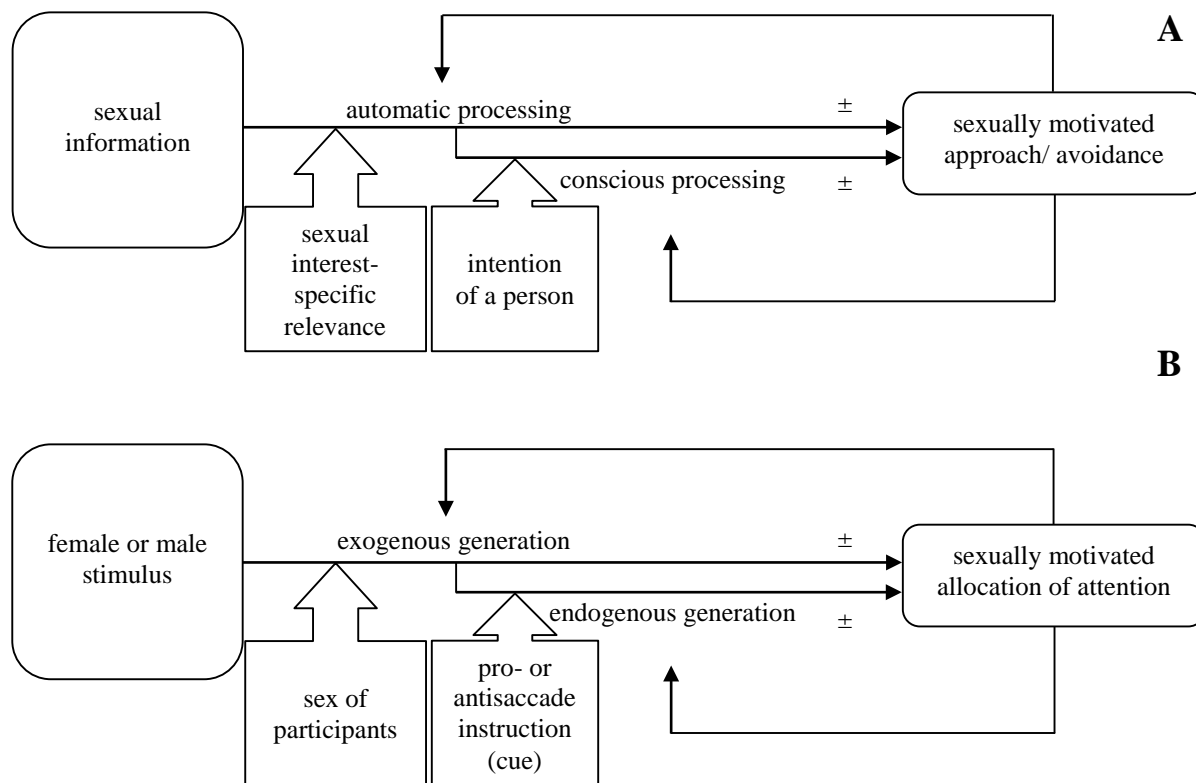 A
sexual
information
automatic processing
±
sexually motivated
approach/ avoidance
conscious processing
±
sexual
interest-
specific
relevance
intention
of a person
B
female or male
stimulus
exogenous generation
±
sexually motivated
allocation of attention
endogenous generation
±
sex of
participants
pro- or
antisaccade
instruction
(cue)